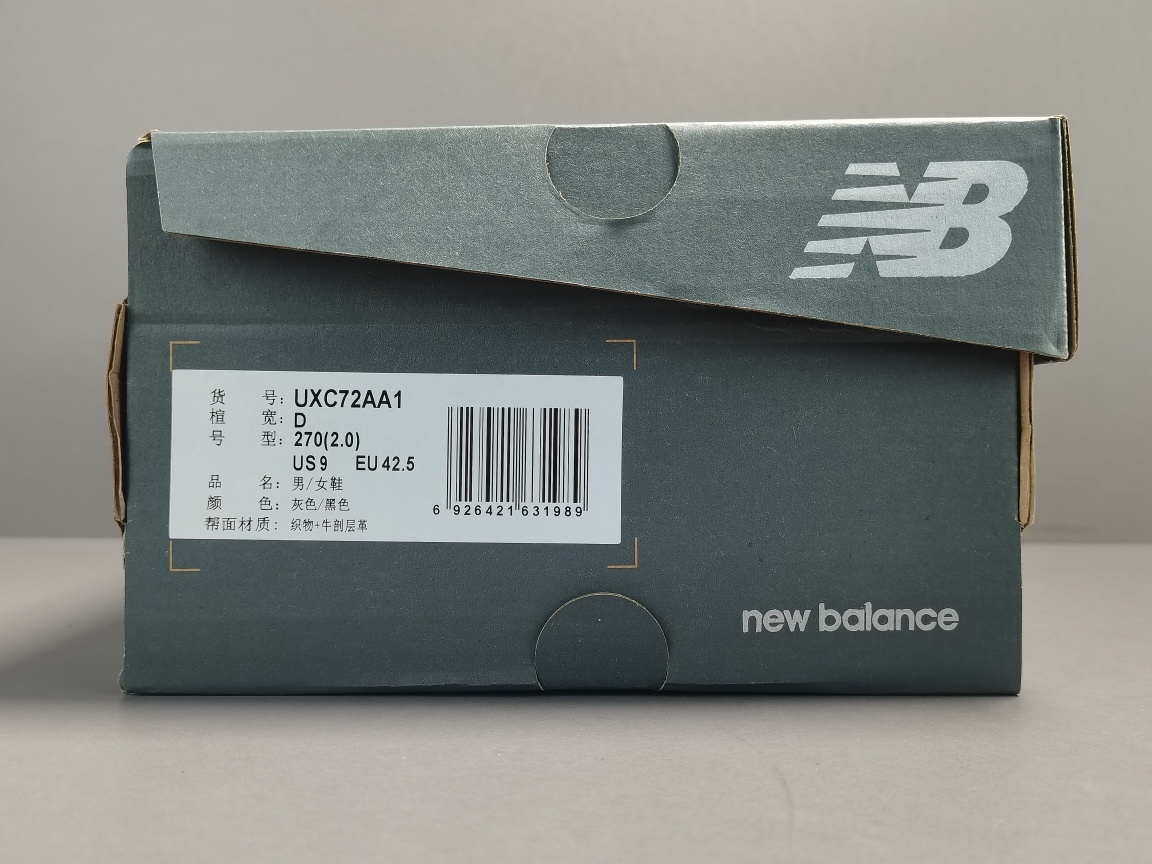 NB
货 号: UXC72AA1
楦 宽: D
号 型: 270(2.0)
US 9 EU 42.5
品 名: 男/女鞋
颜 色: 灰色/黑色
帮面材质: 织物+牛剖层革
6 926421 631989
new balance